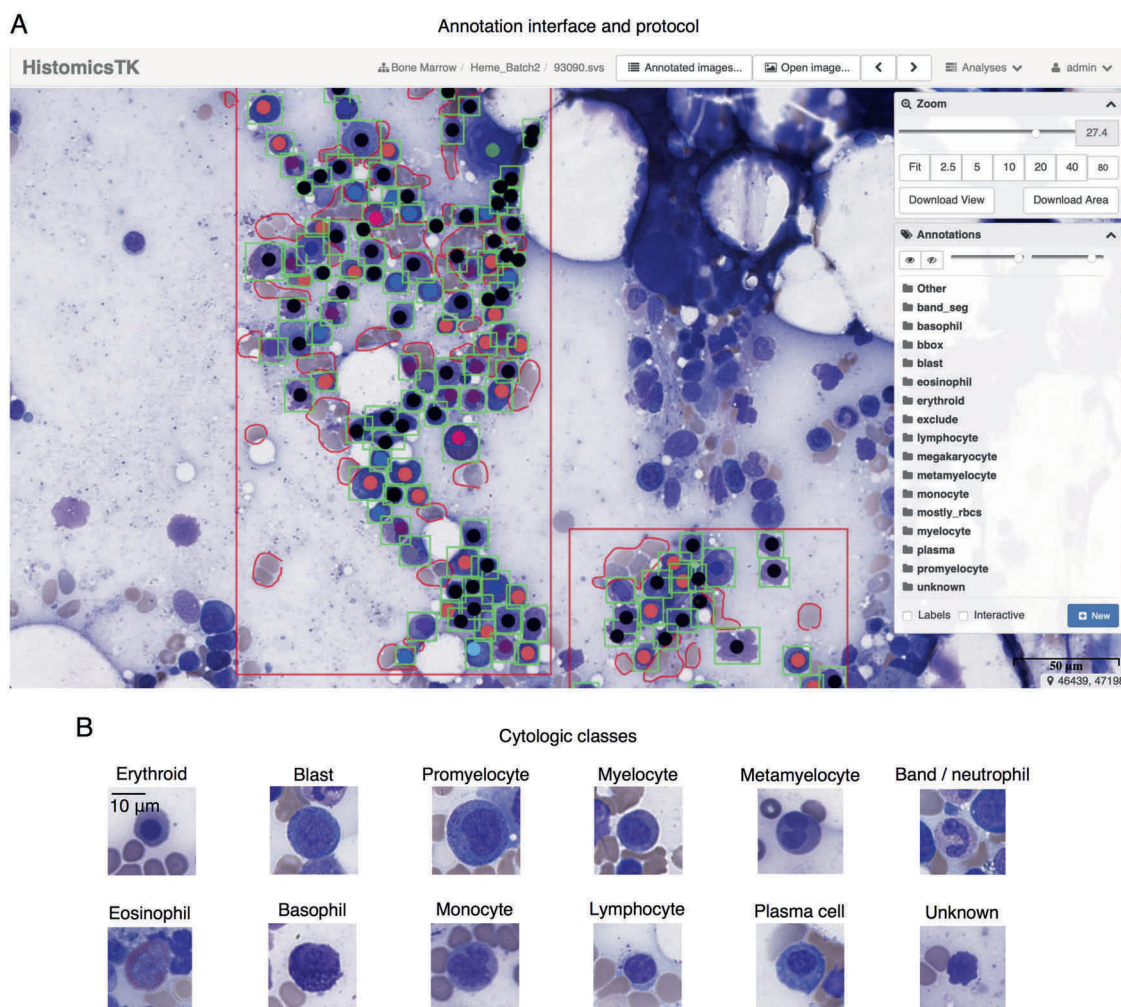 A
Annotation interface and protocol
HistomicsTK
Bone Marrow / Heme_Batch2 / 93090.svs
Annotated images...
Open image...
Analyses
admin
Zoom
27.4
Fit 2.5 5 10 20 40 80
Download View
Download Area
Annotations
Other
band_seg
basophil
bbox
blast
eosinophil
erythroid
exclude
lymphocyte
megakaryocyte
metamyelocyte
monocyte
mostly_rbcs
myelocyte
plasma
promyelocyte
unknown
Labels Interactive
New
50 µm
46439, 47198
B
Cytologic classes
Erythroid Blast Promyelocyte Myelocyte Metamyelocyte Band / neutrophil
10 µm
Eosinophil Basophil Monocyte Lymphocyte Plasma cell Unknown